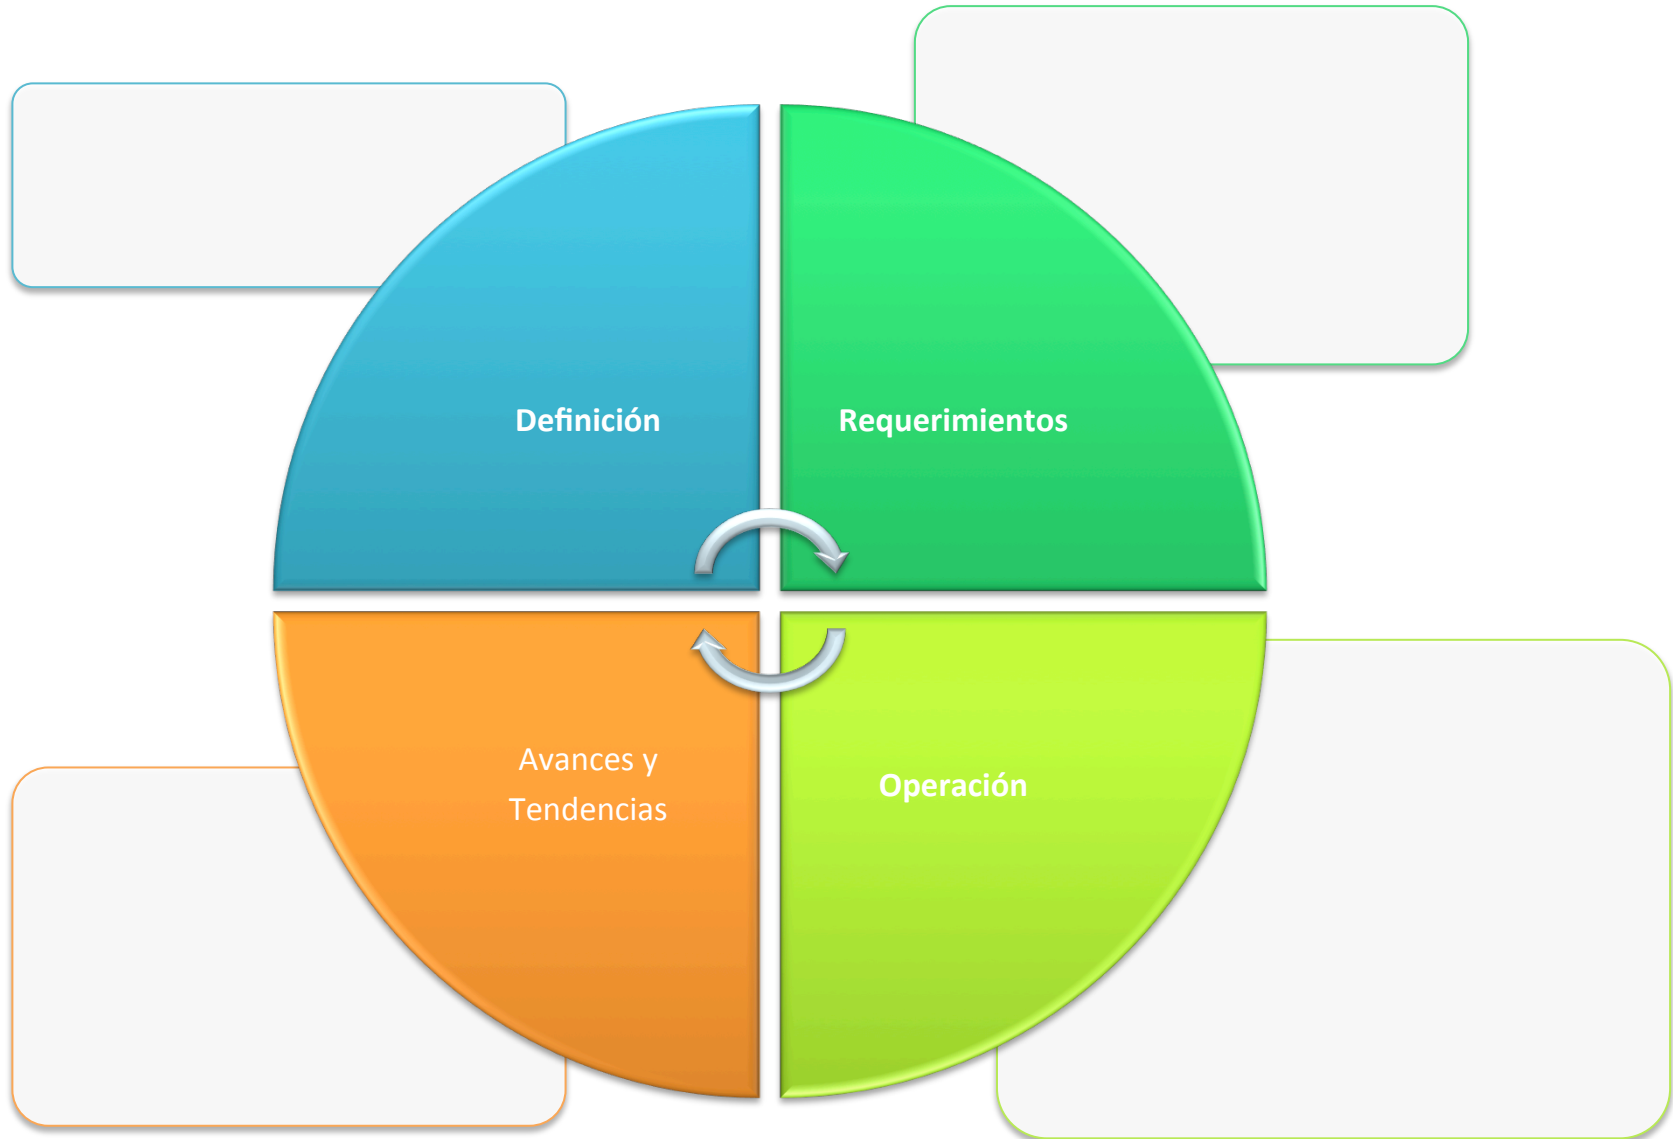 Definición
Requerimientos
Avances y
Tendencias
Operación